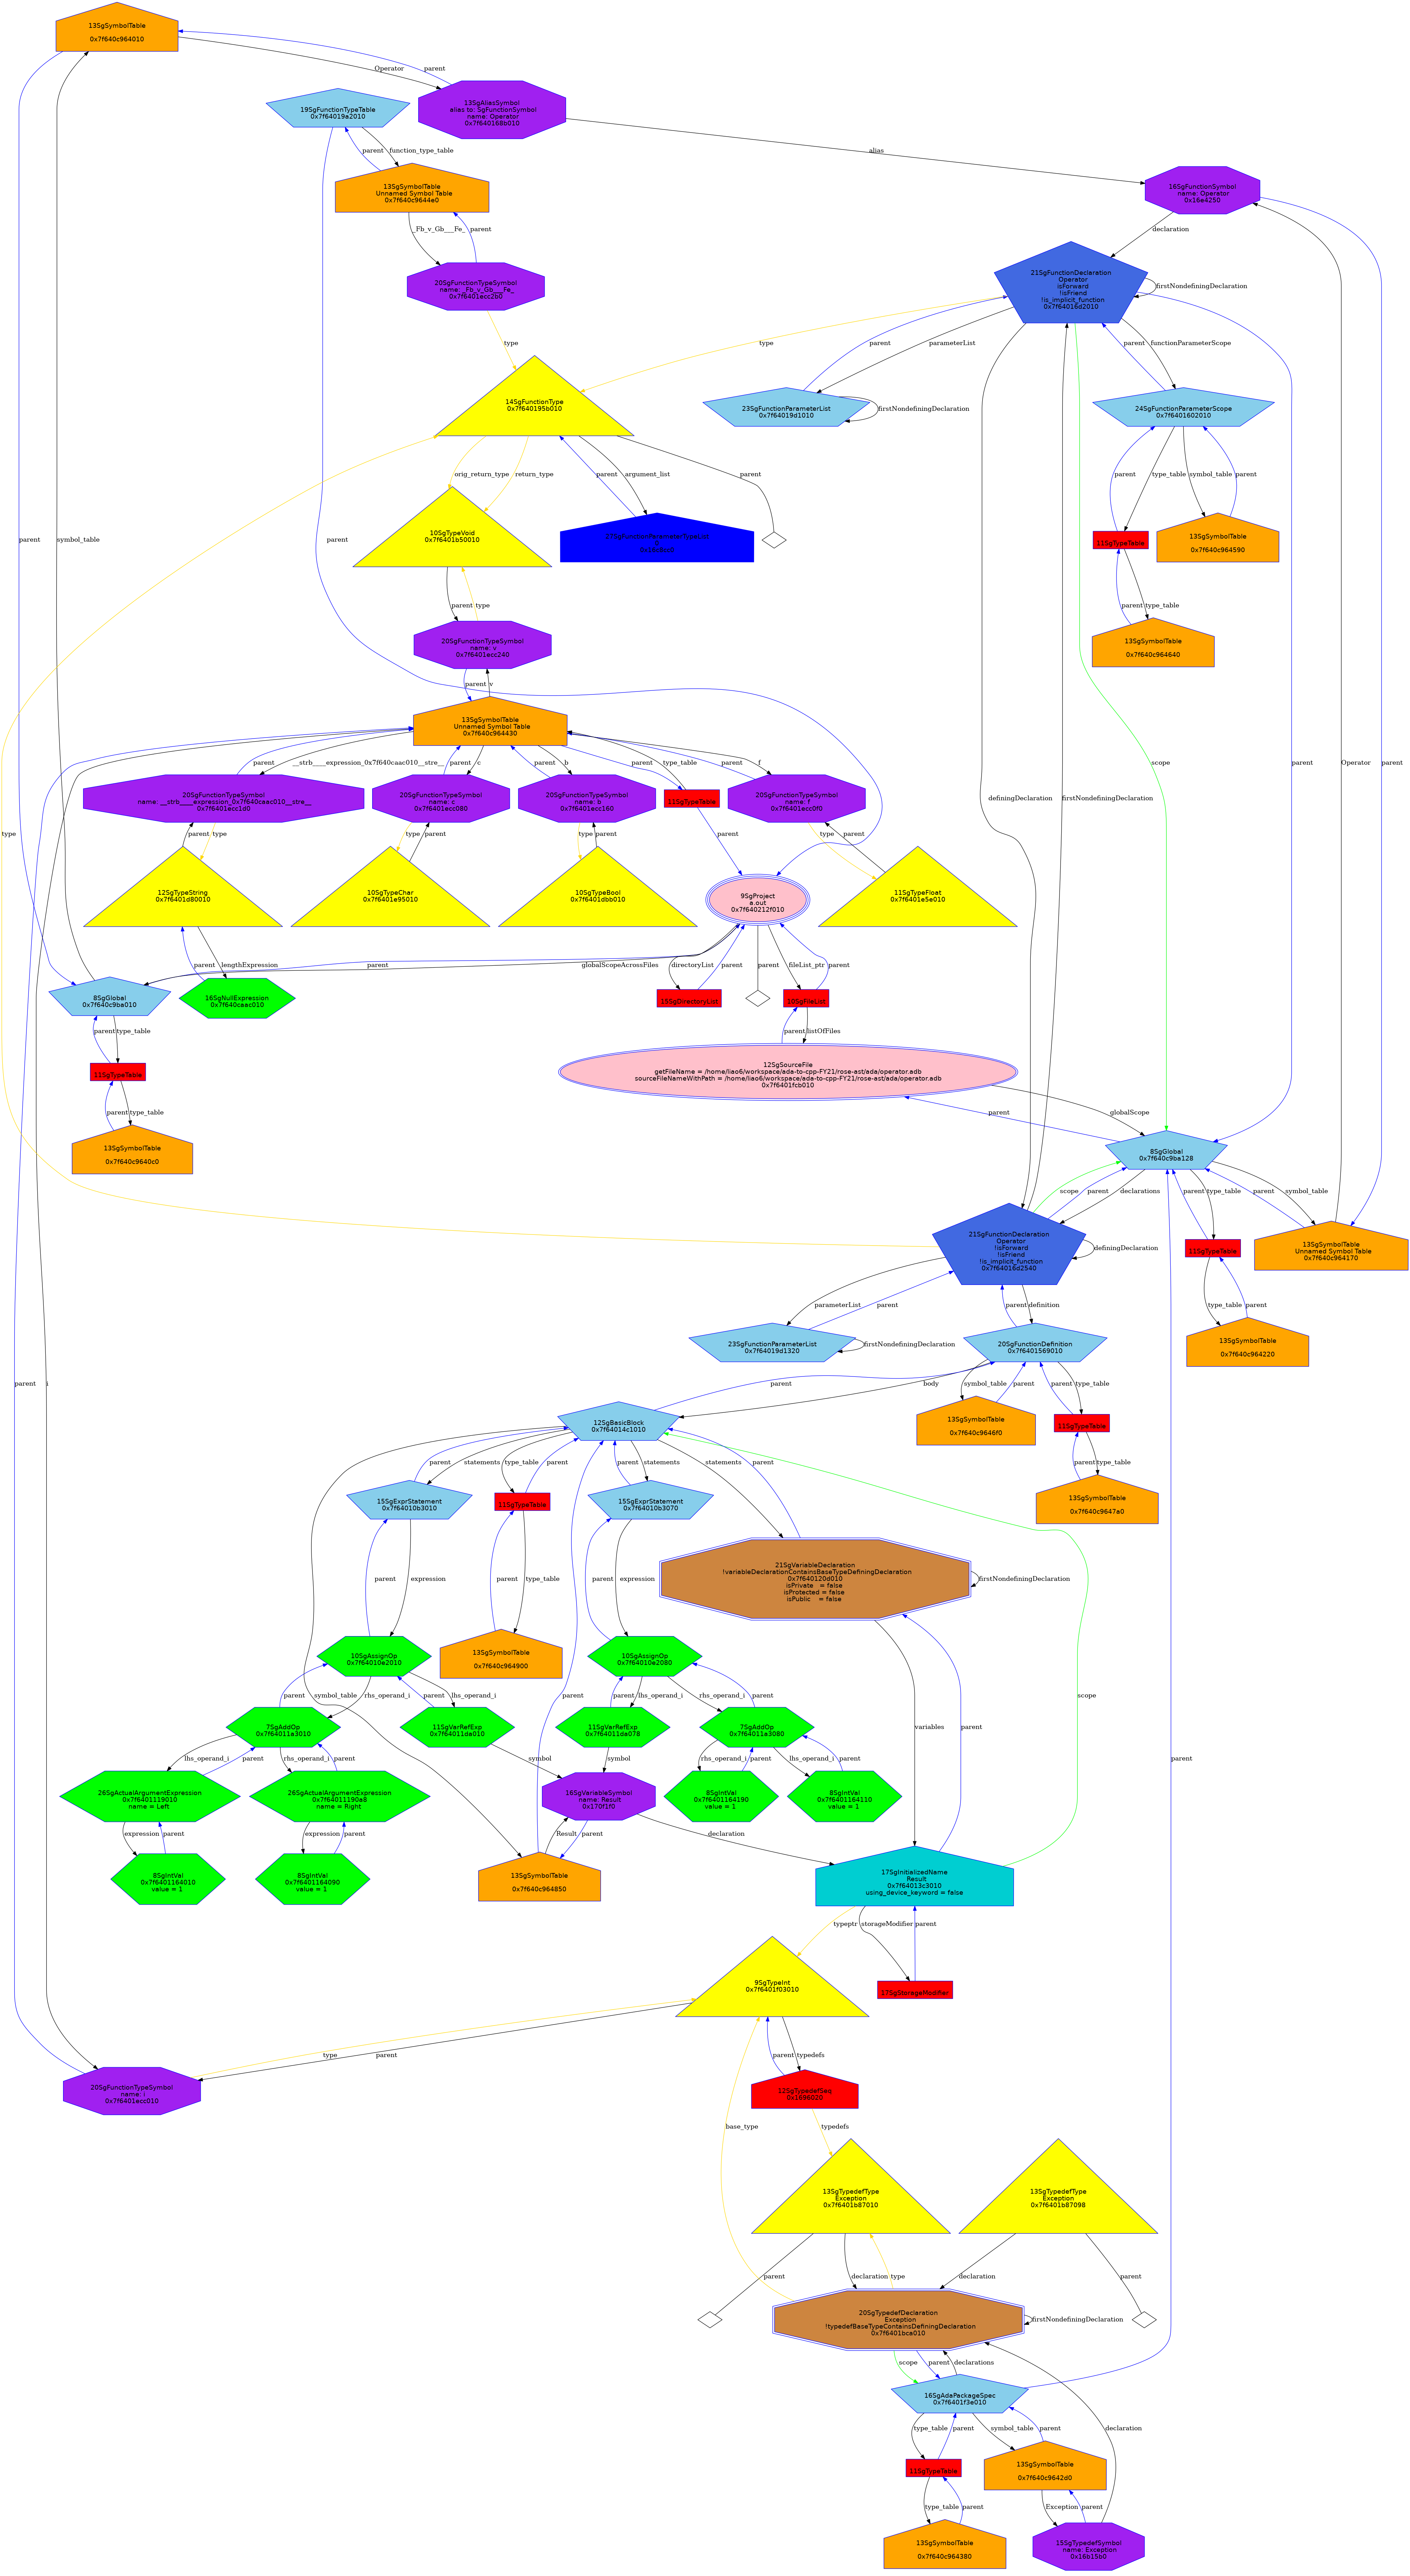 13SgSymbolTable
0x7f640c964010
Operator
parent
13SgAliasSymbol
alias to: SgFunctionSymbol
name: Operator
0x7f640168b010
19SgFunctionTypeTable
0x7f64019a2010
alias
parent
function_type_table
13SgSymbolTable
Unnamed Symbol Table
0x7f640c9644e0
16SgFunctionSymbol
name: Operator
0x16e4250
_Fb_v_Gb___Fe_
parent
declaration
20SgFunctionTypeSymbol
name: _Fb_v_Gb___Fe_
0x7f6401ecc2b0
21SgFunctionDeclaration
Operator
isForward
!isFriend
!is_implicit_function
0x7f64016d2010
firstNondefiningDeclaration
type
type
parent
parameterList
parent
functionParameterScope
14SgFunctionType
0x7f640195b010
23SgFunctionParameterList
0x7f64019d1010
firstNondefiningDeclaration
24SgFunctionParameterScope
0x7f6401602010
orig_return_type
return_type
parent
argument_list
parent
parent
type_table
symbol_table
parent
parent
symbol_table
parent
10SgTypeVoid
0x7f6401b50010
11SgTypeTable
13SgSymbolTable
0x7f640c964590
parent
type
parent
type_table
20SgFunctionTypeSymbol
name: v
0x7f6401ecc240
13SgSymbolTable
0x7f640c964640
parent
v
13SgSymbolTable
Unnamed Symbol Table
0x7f640c964430
scope
parent
Operator
parent
parent
__strb____expression_0x7f640caac010__stre__
parent
c
parent
b
parent
type_table
parent
f
20SgFunctionTypeSymbol
name: __strb____expression_0x7f640caac010__stre__
0x7f6401ecc1d0
20SgFunctionTypeSymbol
name: c
0x7f6401ecc080
20SgFunctionTypeSymbol
name: b
0x7f6401ecc160
11SgTypeTable
20SgFunctionTypeSymbol
name: f
0x7f6401ecc0f0
definingDeclaration
firstNondefiningDeclaration
type
parent
type
type
parent
type
parent
parent
type
parent
12SgTypeString
0x7f6401d80010
10SgTypeChar
0x7f6401e95010
10SgTypeBool
0x7f6401dbb010
9SgProject
a.out
0x7f640212f010
11SgTypeFloat
0x7f6401e5e010
parent
lengthExpression
parent
globalScopeAcrossFiles
directoryList
parent
parent
fileList_ptr
parent
8SgGlobal
0x7f640c9ba010
16SgNullExpression
0x7f640caac010
15SgDirectoryList
10SgFileList
parent
type_table
parent
listOfFiles
11SgTypeTable
12SgSourceFile
getFileName = /home/liao6/workspace/ada-to-cpp-FY21/rose-ast/ada/operator.adb
sourceFileNameWithPath = /home/liao6/workspace/ada-to-cpp-FY21/rose-ast/ada/operator.adb
0x7f6401fcb010
parent
type_table
parent
globalScope
13SgSymbolTable
0x7f640c9640c0
8SgGlobal
0x7f640c9ba128
scope
parent
declarations
parent
type_table
parent
symbol_table
21SgFunctionDeclaration
Operator
!isForward
!isFriend
!is_implicit_function
0x7f64016d2540
definingDeclaration
11SgTypeTable
13SgSymbolTable
Unnamed Symbol Table
0x7f640c964170
parameterList
parent
parent
definition
type_table
parent
23SgFunctionParameterList
0x7f64019d1320
firstNondefiningDeclaration
20SgFunctionDefinition
0x7f6401569010
13SgSymbolTable
0x7f640c964220
parent
i
parent
body
symbol_table
parent
parent
type_table
12SgBasicBlock
0x7f64014c1010
13SgSymbolTable
0x7f640c9646f0
11SgTypeTable
parent
statements
type_table
parent
parent
statements
statements
parent
parent
type_table
15SgExprStatement
0x7f64010b3010
11SgTypeTable
15SgExprStatement
0x7f64010b3070
13SgSymbolTable
0x7f640c9647a0
21SgVariableDeclaration
!variableDeclarationContainsBaseTypeDefiningDeclaration
0x7f640120d010
isPrivate   = false
isProtected = false
isPublic    = false
firstNondefiningDeclaration
parent
expression
parent
type_table
parent
expression
10SgAssignOp
0x7f64010e2010
13SgSymbolTable
0x7f640c964900
10SgAssignOp
0x7f64010e2080
parent
rhs_operand_i
symbol_table
parent
lhs_operand_i
parent
parent
lhs_operand_i
rhs_operand_i
parent
scope
7SgAddOp
0x7f64011a3010
11SgVarRefExp
0x7f64011da010
11SgVarRefExp
0x7f64011da078
7SgAddOp
0x7f64011a3080
variables
parent
parent
lhs_operand_i
parent
rhs_operand_i
parent
symbol
symbol
rhs_operand_i
parent
lhs_operand_i
parent
26SgActualArgumentExpression
0x7f6401119010
name = Left
26SgActualArgumentExpression
0x7f64011190a8
name = Right
16SgVariableSymbol
name: Result
0x170f1f0
8SgIntVal
0x7f6401164190
value = 1
8SgIntVal
0x7f6401164110
value = 1
expression
parent
expression
parent
Result
parent
declaration
8SgIntVal
0x7f6401164010
value = 1
8SgIntVal
0x7f6401164090
value = 1
13SgSymbolTable
0x7f640c964850
17SgInitializedName
Result
0x7f64013c3010
using_device_keyword = false
typeptr
storageModifier
parent
9SgTypeInt
0x7f6401f03010
17SgStorageModifier
type
parent
parent
typedefs
20SgFunctionTypeSymbol
name: i
0x7f6401ecc010
12SgTypedefSeq
0x1696020
base_type
typedefs
13SgTypedefType
Exception
0x7f6401b87010
13SgTypedefType
Exception
0x7f6401b87098
parent
declaration
type
declaration
parent
20SgTypedefDeclaration
Exception
!typedefBaseTypeContainsDefiningDeclaration
0x7f6401bca010
firstNondefiningDeclaration
scope
parent
declarations
16SgAdaPackageSpec
0x7f6401f3e010
type_table
parent
symbol_table
parent
declaration
11SgTypeTable
13SgSymbolTable
0x7f640c9642d0
type_table
parent
Exception
parent
13SgSymbolTable
0x7f640c964380
15SgTypedefSymbol
name: Exception
0x16b15b0